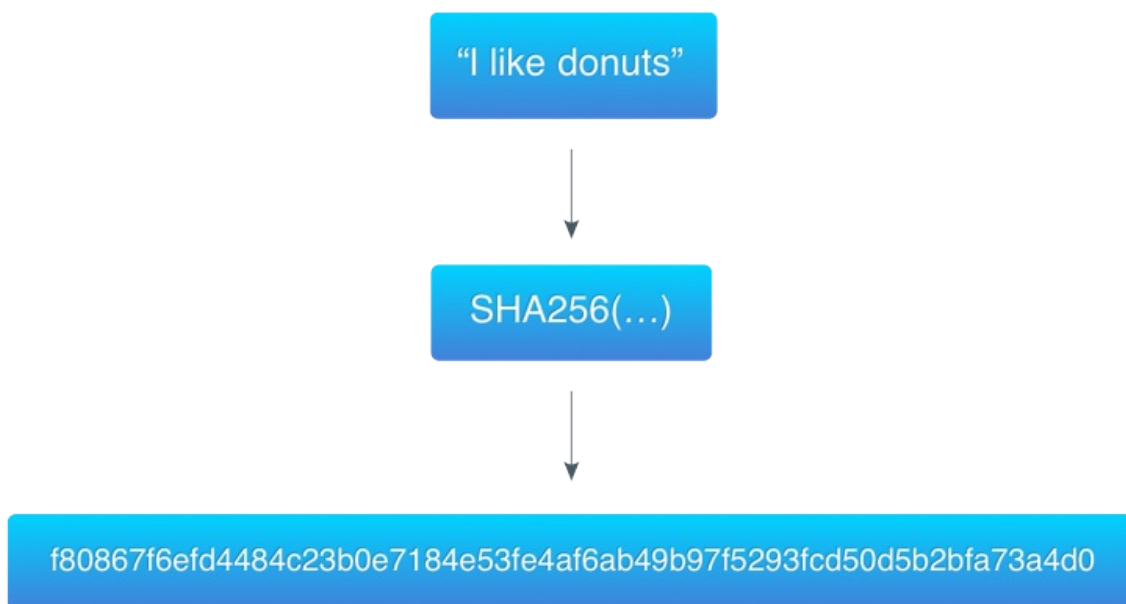 “I like donuts”
SHA256(…)
f80867f6efd4484c23b0e7184e53fe4af6ab49b97f5293fcd50d5b2bfa73a4d0